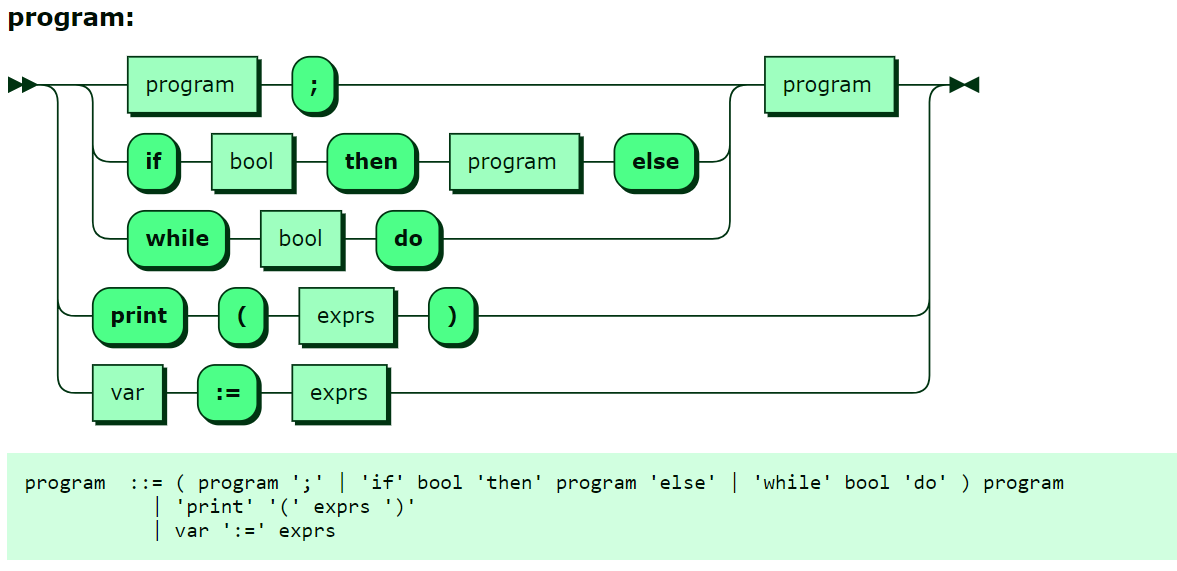 program:
program ; program
if bool then program else
while bool do
print ( exprs )
var := exprs
program ::= ( program ';' | 'if' bool 'then' program 'else' | 'while' bool 'do' ) program
| 'print' '(' exprs ')'
| var ':=' exprs